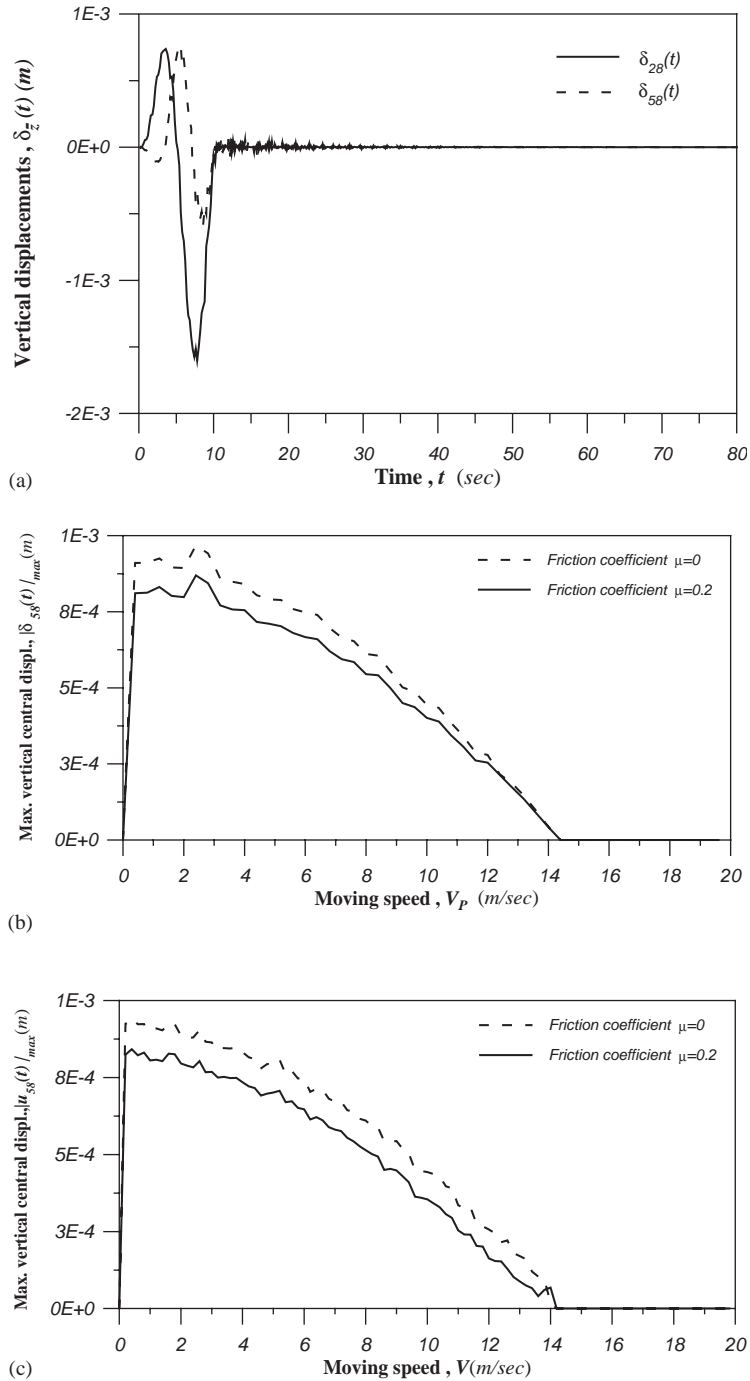 1E-3
0E+0
-1E-3
-2E-3
Vertical displacements , δz̄(t) (m)
δ28(t)
δ58(t)
0 10 20 30 40 50 60 70 80
Time , t (sec)
(a)
1E-3
8E-4
5E-4
3E-4
0E+0
Max. vertical central displ., |δ58(t)|max(m)
Friction coefficient μ=0
Friction coefficient μ=0.2
0 2 4 6 8 10 12 14 16 18 20
Moving speed , VP (m/sec)
(b)
1E-3
8E-4
5E-4
3E-4
0E+0
Max. vertical central displ.,|u58(t)|max(m)
Friction coefficient μ=0
Friction coefficient μ=0.2
0 2 4 6 8 10 12 14 16 18 20
Moving speed , V(m/sec)
(c)